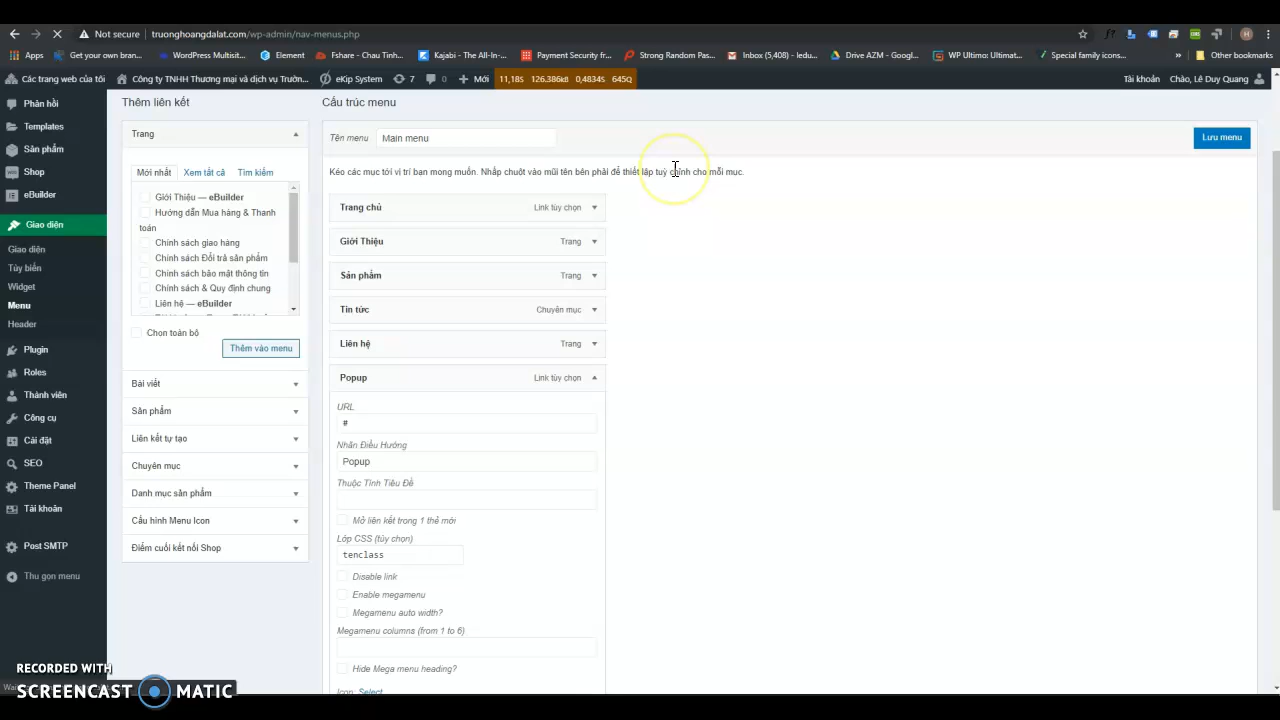 Not secure truonghoangdalat.com/wp-admin/nav-menus.php
Apps Get your own brand... WordPress Multisit... Element Fshare - Chau Tinh... Kajabi - The All-In-... Payment Security fr... Strong Random Pas... Inbox (5,408) - ledu... Drive AZM - Googl... WP Ultimo: Ultimat... Special family icons... » Other bookmarks
Các trang web của tôi Công ty TNHH Thương mại và dịch vụ Trườn... eKip System 7 0 Mới 11,18S 126.386kB 0,4834S 645Q Tài khoản Chào, Lê Duy Quang
Phản hồi
Templates
Sản phẩm
Shop
eBuilder
Giao diện
Giao diện
Tùy biến
Widget
Menu
Header
Plugin
Roles
Thành viên
Công cụ
Cài đặt
SEO
Theme Panel
Tài khoản
Post SMTP
Thu gọn menu
Thêm liên kết
Trang
Mới nhất Xem tất cả Tìm kiếm
Giới Thiệu — eBuilder
Hướng dẫn Mua hàng & Thanh
toán
Chính sách giao hàng
Chính sách Đổi trả sản phẩm
Chính sách bảo mật thông tin
Chính sách & Quy định chung
Liên hệ — eBuilder
Chọn toàn bộ
Thêm vào menu
Bài viết
Sản phẩm
Liên kết tự tạo
Chuyên mục
Danh mục sản phẩm
Cấu hình Menu Icon
Điểm cuối kết nối Shop
Cấu trúc menu
Tên menu Main menu Lưu menu
Kéo các mục tới vị trí bạn mong muốn. Nhấp chuột vào mũi tên bên phải để thiết lập tuỳ chỉnh cho mỗi mục.
Trang chủ Link tùy chọn
Giới Thiệu Trang
Sản phẩm Trang
Tin tức Chuyên mục
Liên hệ Trang
Popup Link tùy chọn
URL
#
Nhãn Điều Hướng
Popup
Thuộc Tính Tiêu Đề
Mở liên kết trong 1 thẻ mới
Lớp CSS (tùy chọn)
tenclass
Disable link
Enable megamenu
Megamenu auto width?
Megamenu columns (from 1 to 6)
Hide Mega menu heading?
Icon: Select
RECORDED WITH
SCREENCAST MATIC